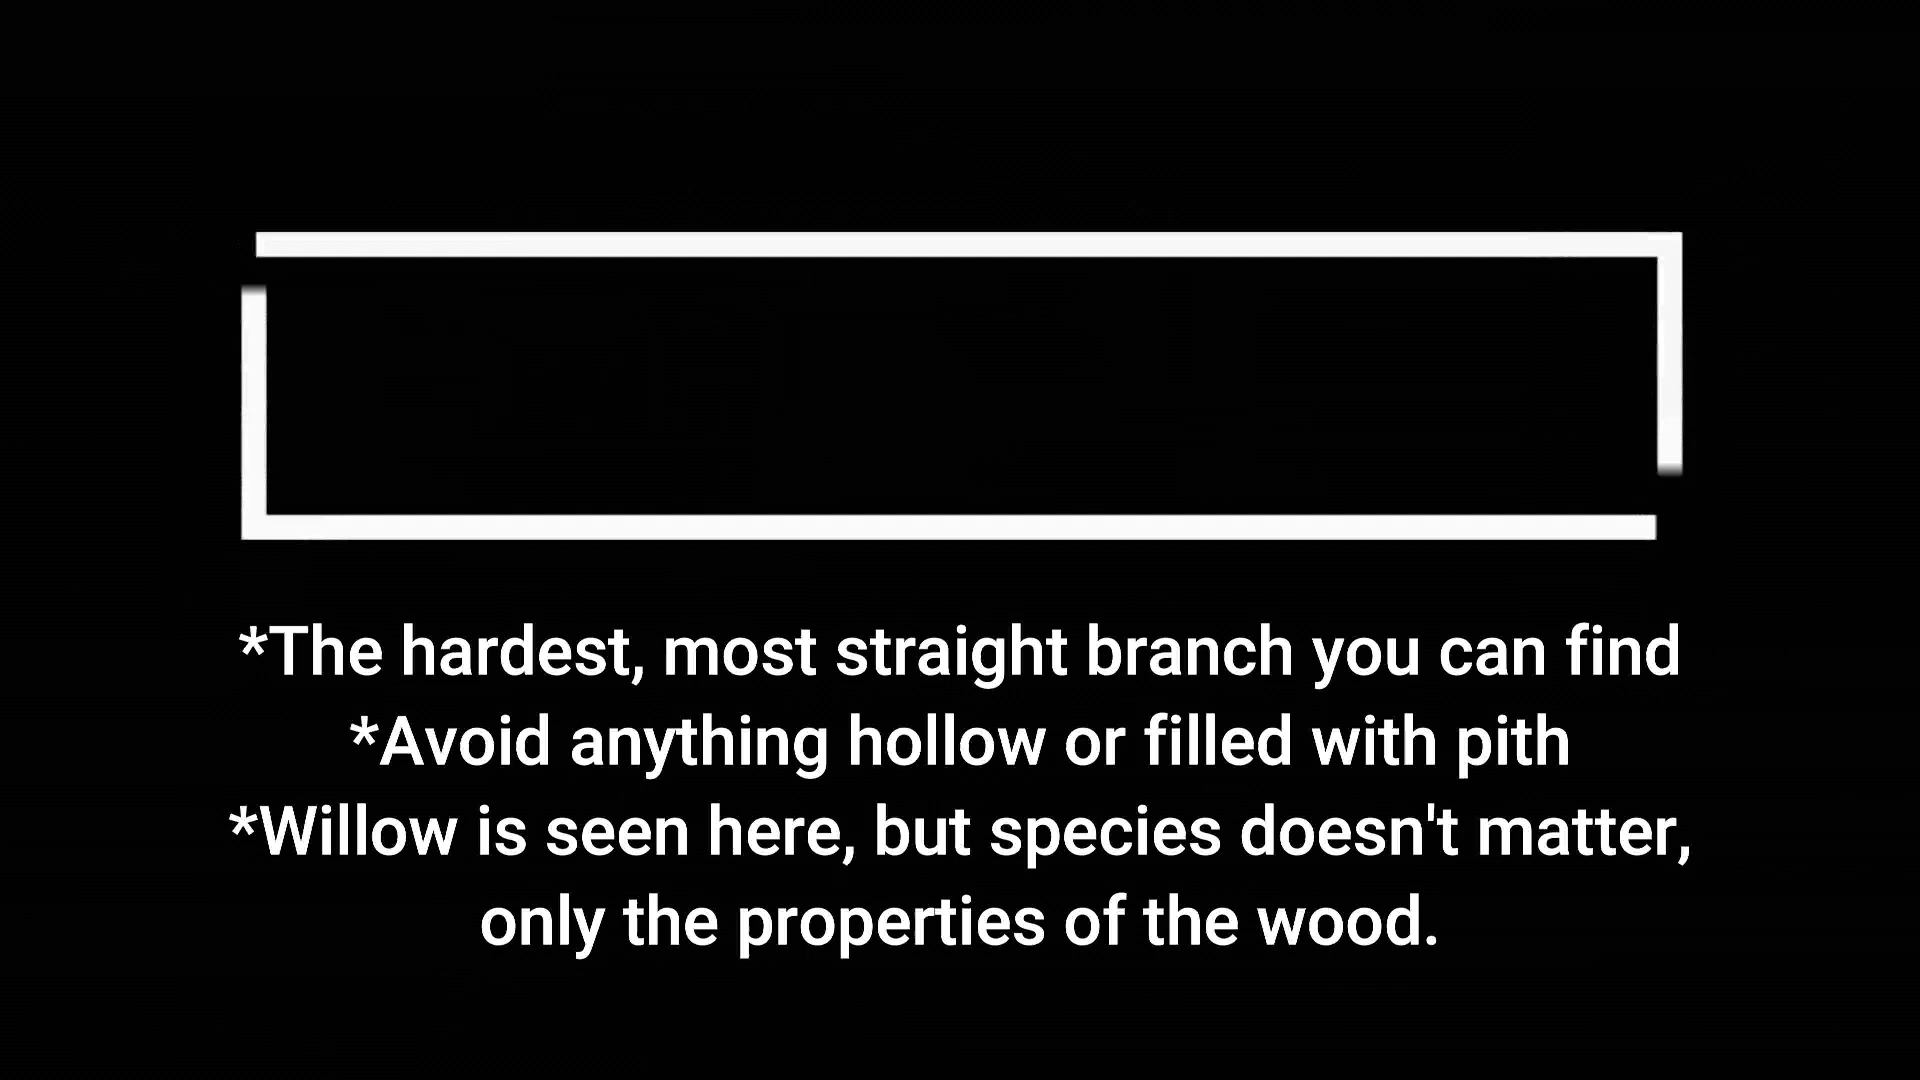 *The hardest, most straight branch you can find
*Avoid anything hollow or filled with pith
*Willow is seen here, but species doesn't matter,
only the properties of the wood.